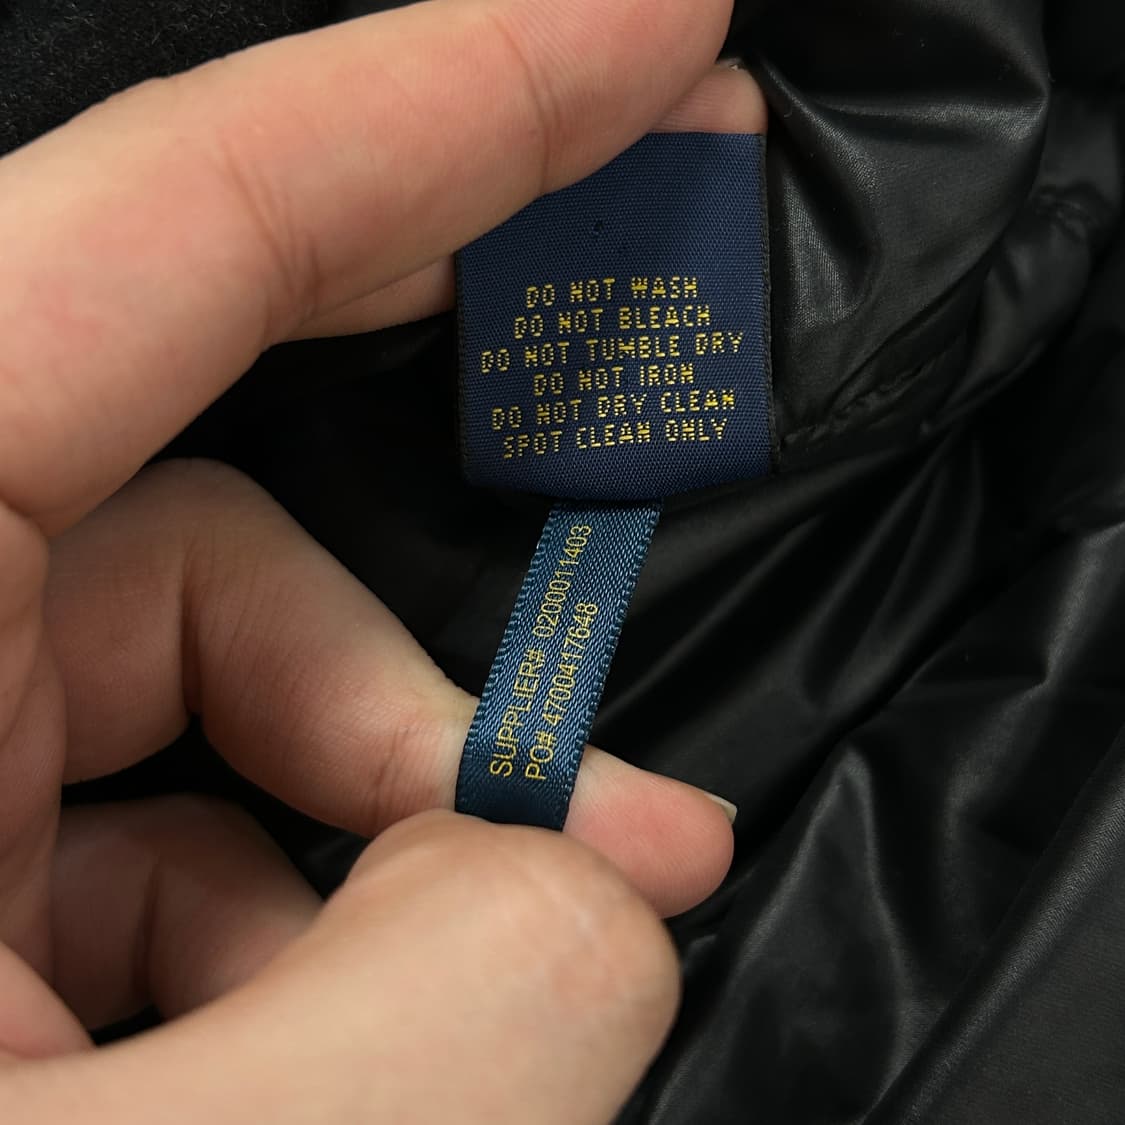 DO NOT WASH
DO NOT BLEACH
DO NOT TUMBLE DRY
DO NOT IRON
DO NOT DRY CLEAN
SPOT CLEAN ONLY
SUPPLIER# 0200011403
PO# 4700417648